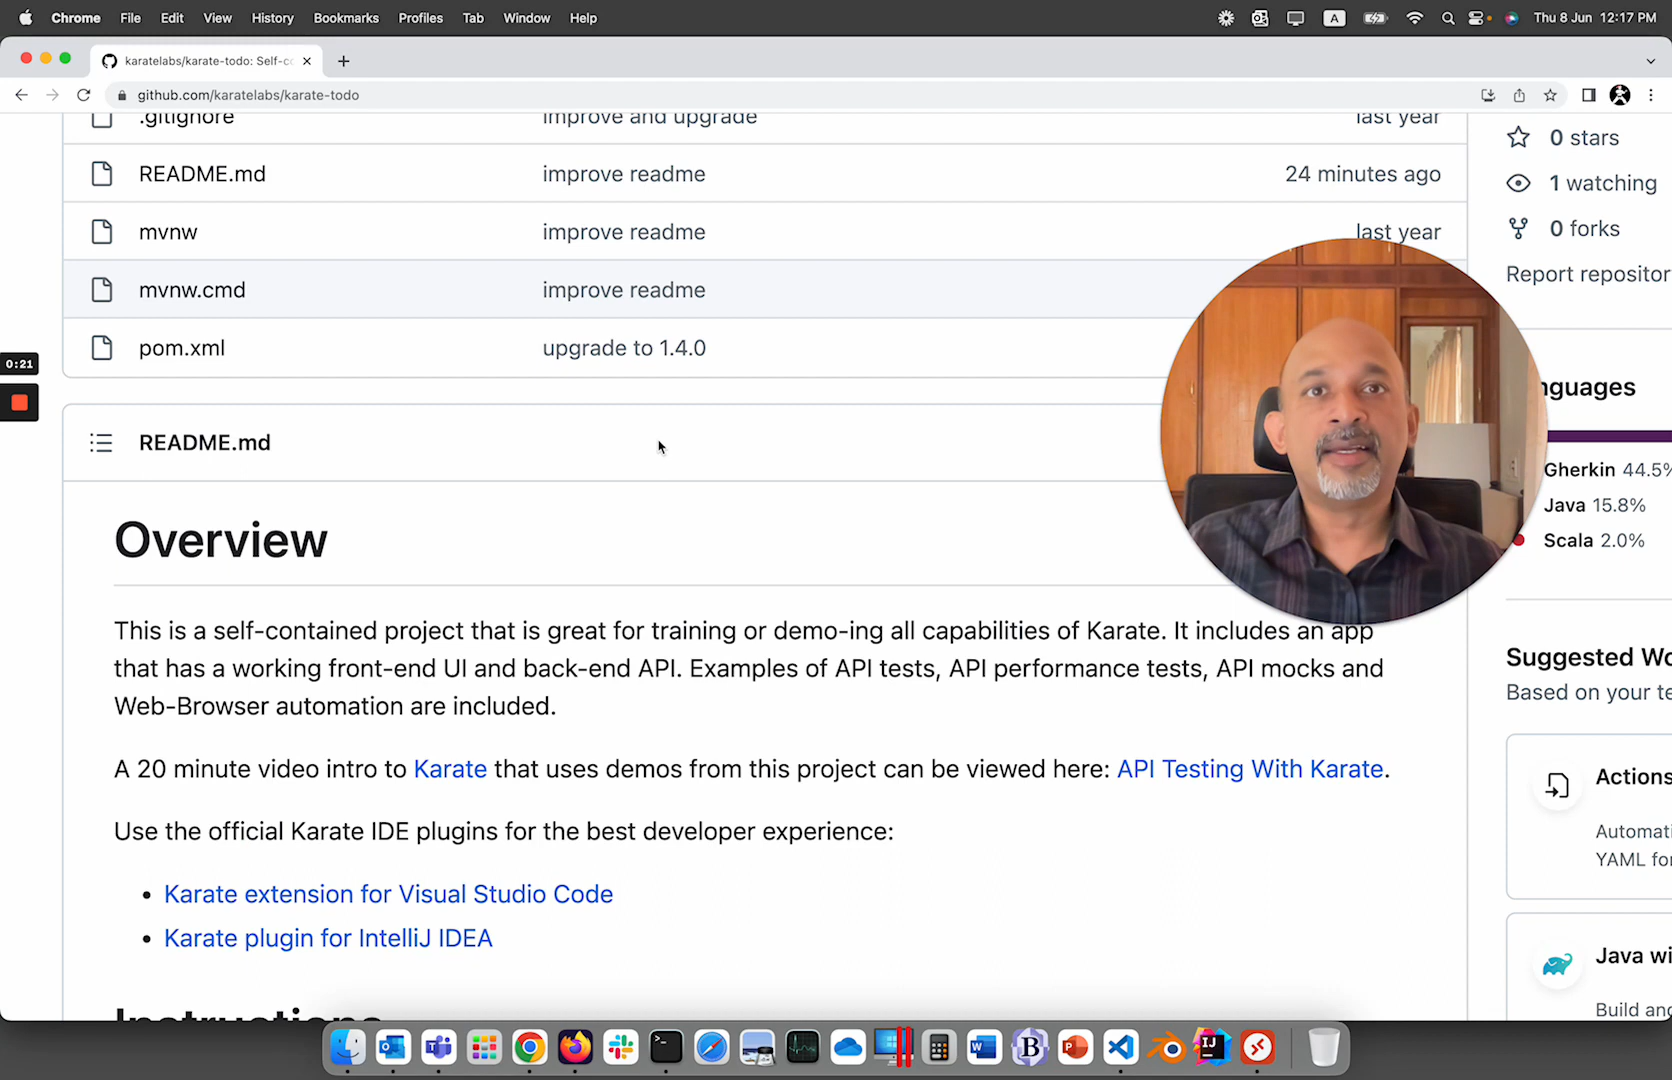 Chrome File Edit View History Bookmarks Profiles Tab Window Help A Thu 8 Jun 12:17 PM
karatelabs/karate-todo: Self-co
github.com/karatelabs/karate-todo
.gitignore improve and upgrade last year
0 stars
README.md improve readme 24 minutes ago
1 watching
mvnw improve readme last year
0 forks
Report repositor
mvnw.cmd improve readme
pom.xml upgrade to 1.4.0
0:21
nguages
README.md
Gherkin 44.5%
Java 15.8%
Scala 2.0%
Overview
This is a self-contained project that is great for training or demo-ing all capabilities of Karate. It includes an app
that has a working front-end UI and back-end API. Examples of API tests, API performance tests, API mocks and
Web-Browser automation are included.
Suggested Wo
Based on your te
A 20 minute video intro to Karate that uses demos from this project can be viewed here: API Testing With Karate.
Actions
Automati
YAML fo
Use the official Karate IDE plugins for the best developer experience:
• Karate extension for Visual Studio Code
• Karate plugin for IntelliJ IDEA
Java wi
Build and
Instructions